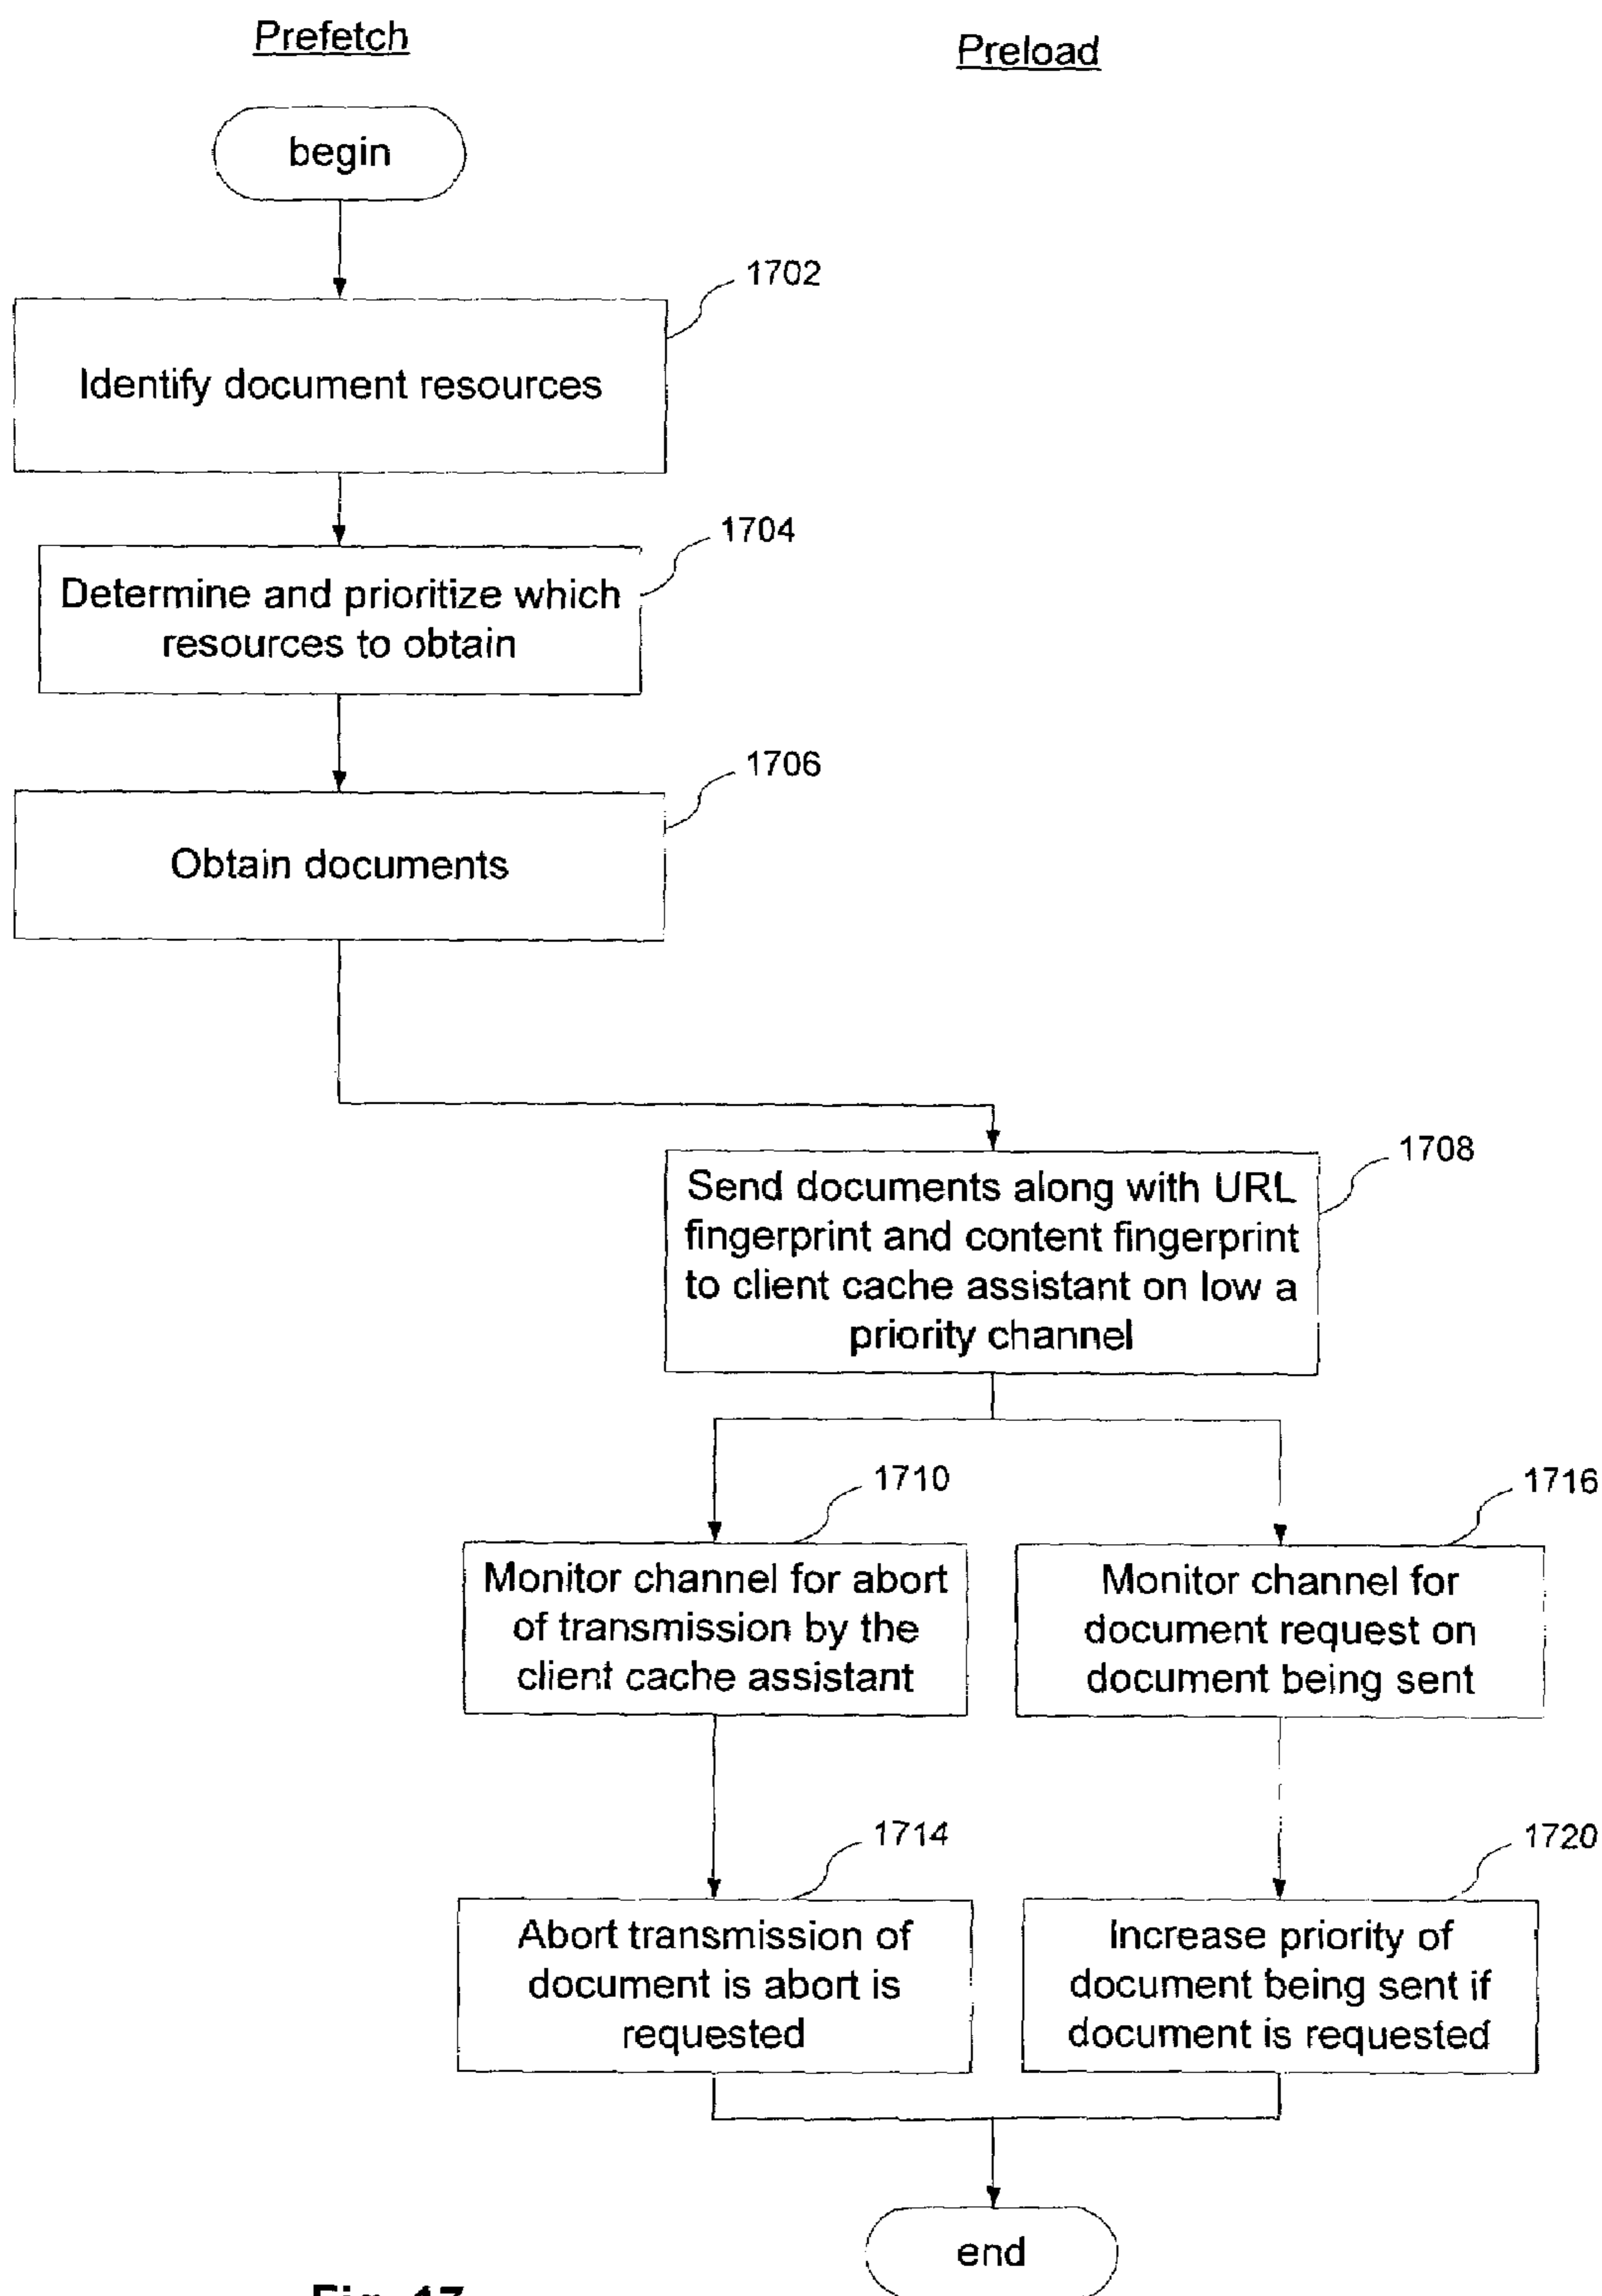 Prefetch
Preload
begin
1702
Identify document resources
1704
Determine and prioritize which
resources to obtain
1706
Obtain documents
1708
Send documents along with URL
fingerprint and content fingerprint
to client cache assistant on low a
priority channel
1710
Monitor channel for abort
of transmission by the
client cache assistant
1716
Monitor channel for
document request on
document being sent
1714
Abort transmission of
document is abort is
requested
1720
Increase priority of
document being sent if
document is requested
end
Fig. 17